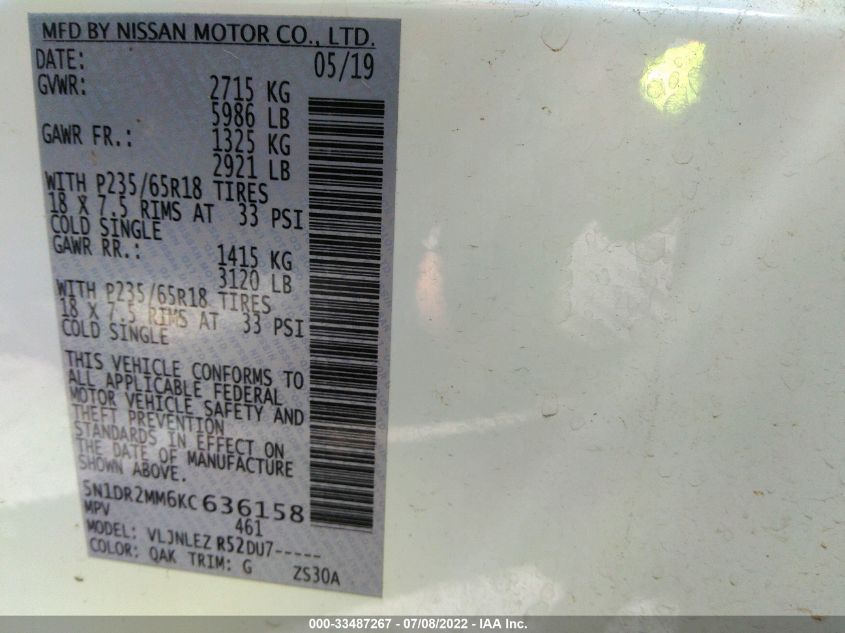 MFD BY NISSAN MOTOR CO., LTD.
DATE: 05/19
GVWR: 2715 KG
5986 LB
GAWR FR.: 1325 KG
2921 LB
WITH P235/65R18 TIRES
18 X 7.5 RIMS AT 33 PSI
COLD SINGLE
GAWR RR.: 1415 KG
3120 LB
WITH P235/65R18 TIRES
18 X 7.5 RIMS AT 33 PSI
COLD SINGLE
THIS VEHICLE CONFORMS TO
ALL APPLICABLE FEDERAL
MOTOR VEHICLE SAFETY AND
THEFT PREVENTION
STANDARDS IN EFFECT ON
THE DATE OF MANUFACTURE
SHOWN ABOVE.
5N1DR2MM6KC636158
MPV 461
MODEL: VLJNLEZ R52DU7-----
COLOR: QAK TRIM: G ZS30A
000-33487267 - 07/08/2022 - IAA Inc.